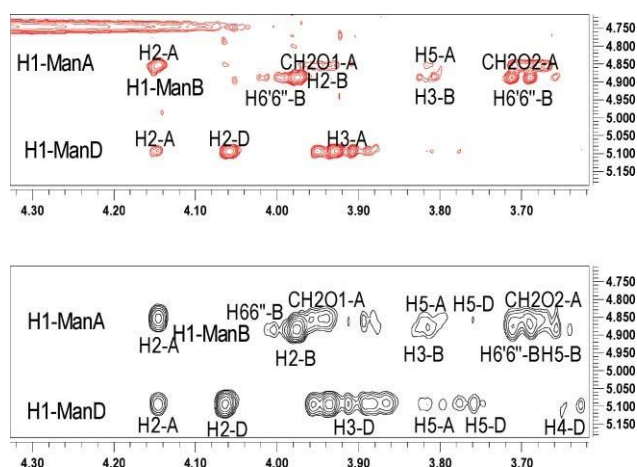 4.750
H1-ManA H2-A CH2O1-A H5-A CH2O2-A 4.800
4.850
H1-ManB H2-B 4.900
H6'6"-B H3-B H6'6"-B 4.950
5.000
H2-A H2-D H3-A 5.050
H1-ManD 5.100
5.150
4.30 4.20 4.10 4.00 3.90 3.80 3.70
4.750
H66"-B CH2O1-A H5-A H5-D CH2O2-A 4.800
H1-ManA 4.850
H2-A H1-ManB H2-B H3-B H6'6"-B H5-B 4.900
4.950
5.000
5.050
H1-ManD 5.100
H2-A H2-D H3-D H5-A H5-D H4-D 5.150
4.30 4.20 4.10 4.00 3.90 3.80 3.70